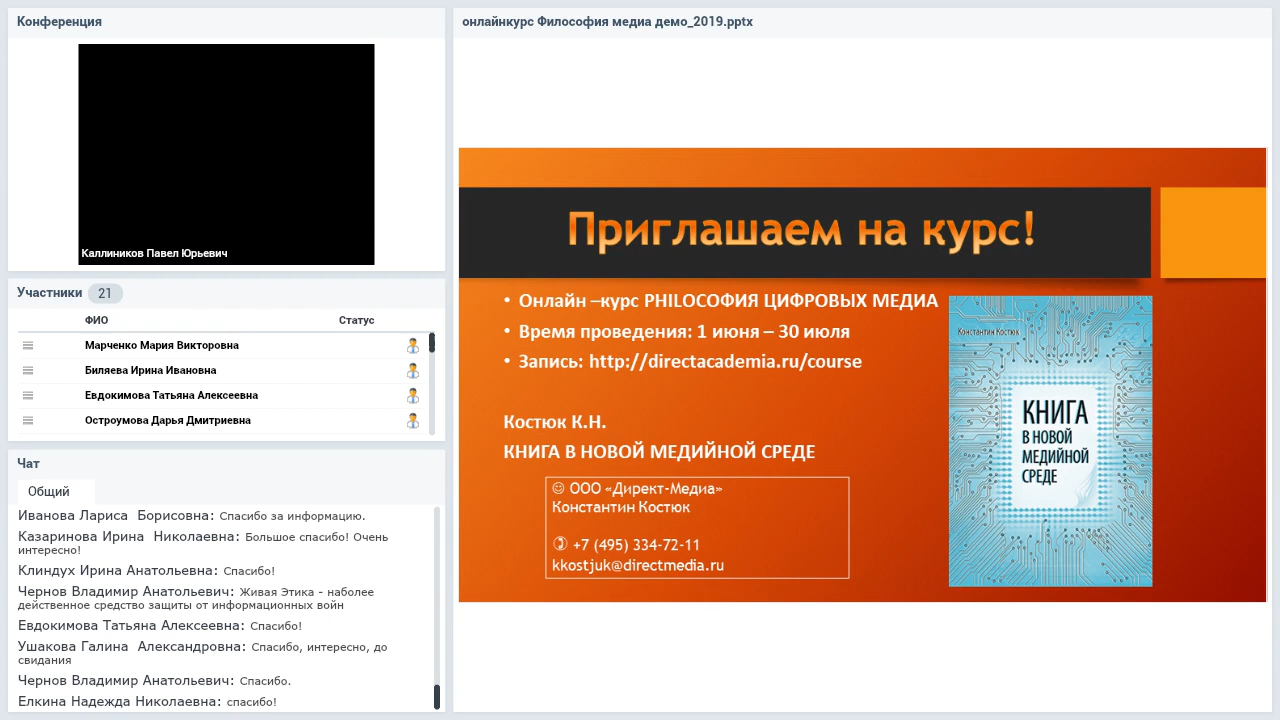 Конференция
Каллиников Павел Юрьевич
Участники 21
ФИО Статус
Марченко Мария Викторовна
Биляева Ирина Ивановна
Евдокимова Татьяна Алексеевна
Остроумова Дарья Дмитриевна
Чат
Общий
Иванова Лариса  Борисовна: Спасибо за информацию.
Казаринова Ирина  Николаевна: Большое спасибо! Очень
интересно!
Клиндух Ирина Анатольевна: Спасибо!
Чернов Владимир Анатольевич: Живая Этика - наболее
действенное средство защиты от информационных войн
Евдокимова Татьяна Алексеевна: Спасибо!
Ушакова Галина  Александровна: Спасибо, интересно, до
свидания
Чернов Владимир Анатольевич: Спасибо.
Елкина Надежда Николаевна: спасибо!
онлайнкурс Философия медиа демо_2019.pptx
Приглашаем на курс!
• Онлайн –курс PHILOСОФИЯ ЦИФРОВЫХ МЕДИА
• Время проведения: 1 июня – 30 июля
• Запись: http://directacademia.ru/course
Костюк К.Н.
КНИГА В НОВОЙ МЕДИЙНОЙ СРЕДЕ
☺ ООО «Директ-Медиа»
Константин Костюк
✆ +7 (495) 334-72-11
kkostjuk@directmedia.ru
Константин Костюк
КНИГА
В НОВОЙ
МЕДИЙНОЙ
СРЕДЕ